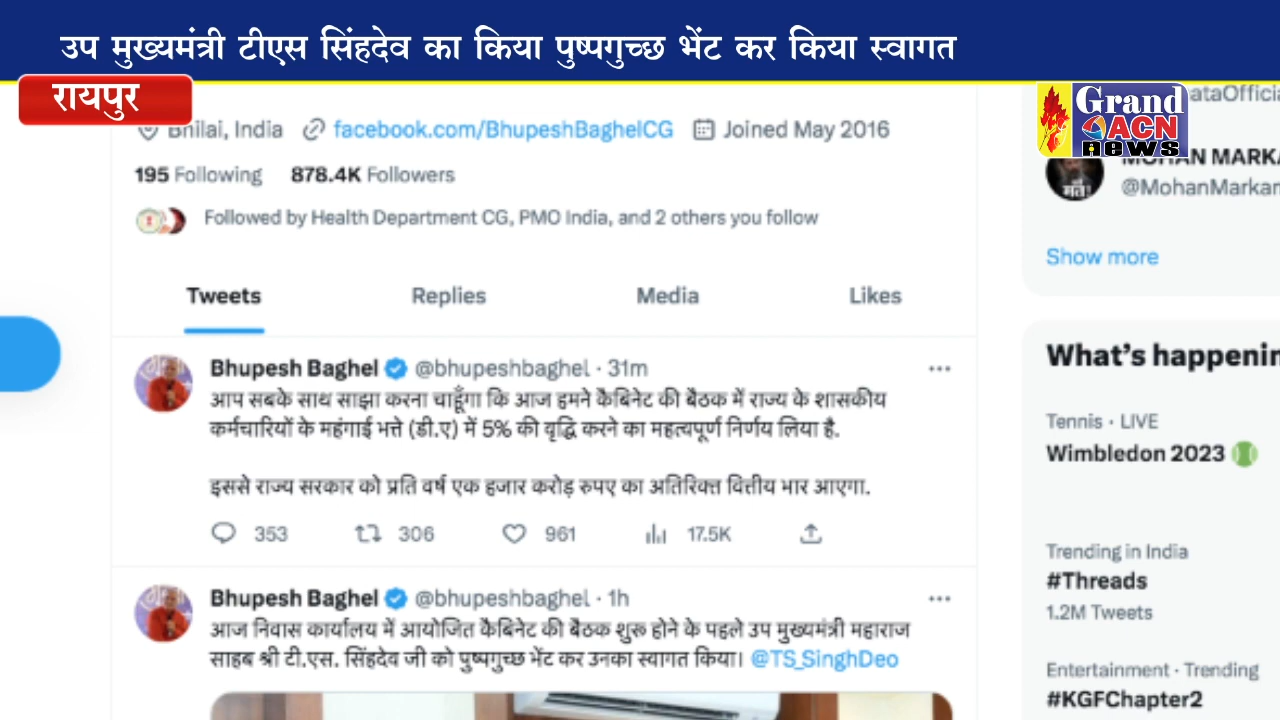 उप मुख्यमंत्री टीएस सिंहदेव का किया पुष्पगुच्छ भेंट कर किया स्वागत
रायपुर
Grand
ACN
news
Bhilai, India facebook.com/BhupeshBaghelCG Joined May 2016
195 Following 878.4K Followers
Followed by Health Department CG, PMO India, and 2 others you follow
Tweets Replies Media Likes
Bhupesh Baghel @bhupeshbaghel · 31m
आप सबके साथ साझा करना चाहूँगा कि आज हमने कैबिनेट की बैठक में राज्य के शासकीय
कर्मचारियों के महंगाई भत्ते (डी.ए) में 5% की वृद्धि करने का महत्वपूर्ण निर्णय लिया है.
इससे राज्य सरकार को प्रति वर्ष एक हजार करोड़ रुपए का अतिरिक्त वित्तीय भार आएगा.
353 306 961 17.5K
Bhupesh Baghel @bhupeshbaghel · 1h
आज निवास कार्यालय में आयोजित कैबिनेट की बैठक शुरू होने के पहले उप मुख्यमंत्री महाराज
साहब श्री टी.एस. सिंहदेव जी को पुष्पगुच्छ भेंट कर उनका स्वागत किया। @TS_SinghDeo
ataOfficia
MOHAN MARKA
@MohanMarkam
Show more
What's happenin
Tennis · LIVE
Wimbledon 2023
Trending in India
#Threads
1.2M Tweets
Entertainment · Trending
#KGFChapter2